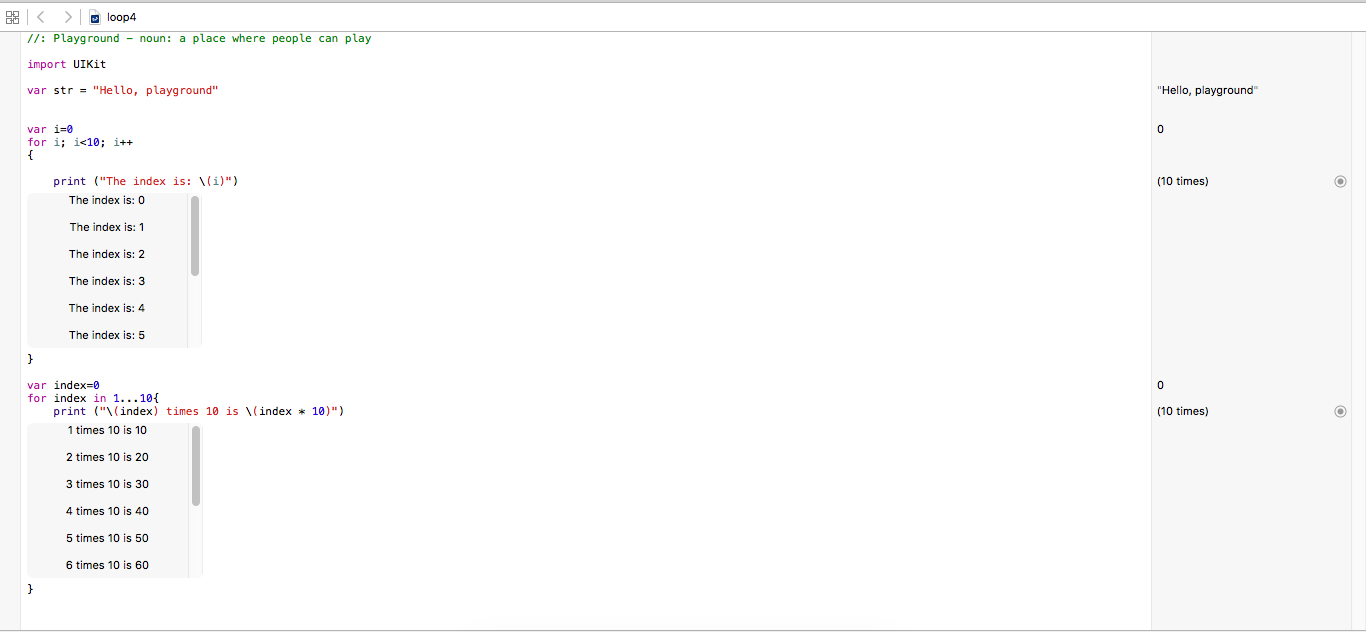 loop4
//: Playground - noun: a place where people can play
import UIKit
var str = "Hello, playground"
"Hello, playground"
var i=0
0
for i; i<10; i++
{
print ("The index is: \(i)")
(10 times)
The index is: 0
The index is: 1
The index is: 2
The index is: 3
The index is: 4
The index is: 5
}
var index=0
0
for index in 1...10{
print ("\(index) times 10 is \(index * 10)")
(10 times)
1 times 10 is 10
2 times 10 is 20
3 times 10 is 30
4 times 10 is 40
5 times 10 is 50
6 times 10 is 60
}